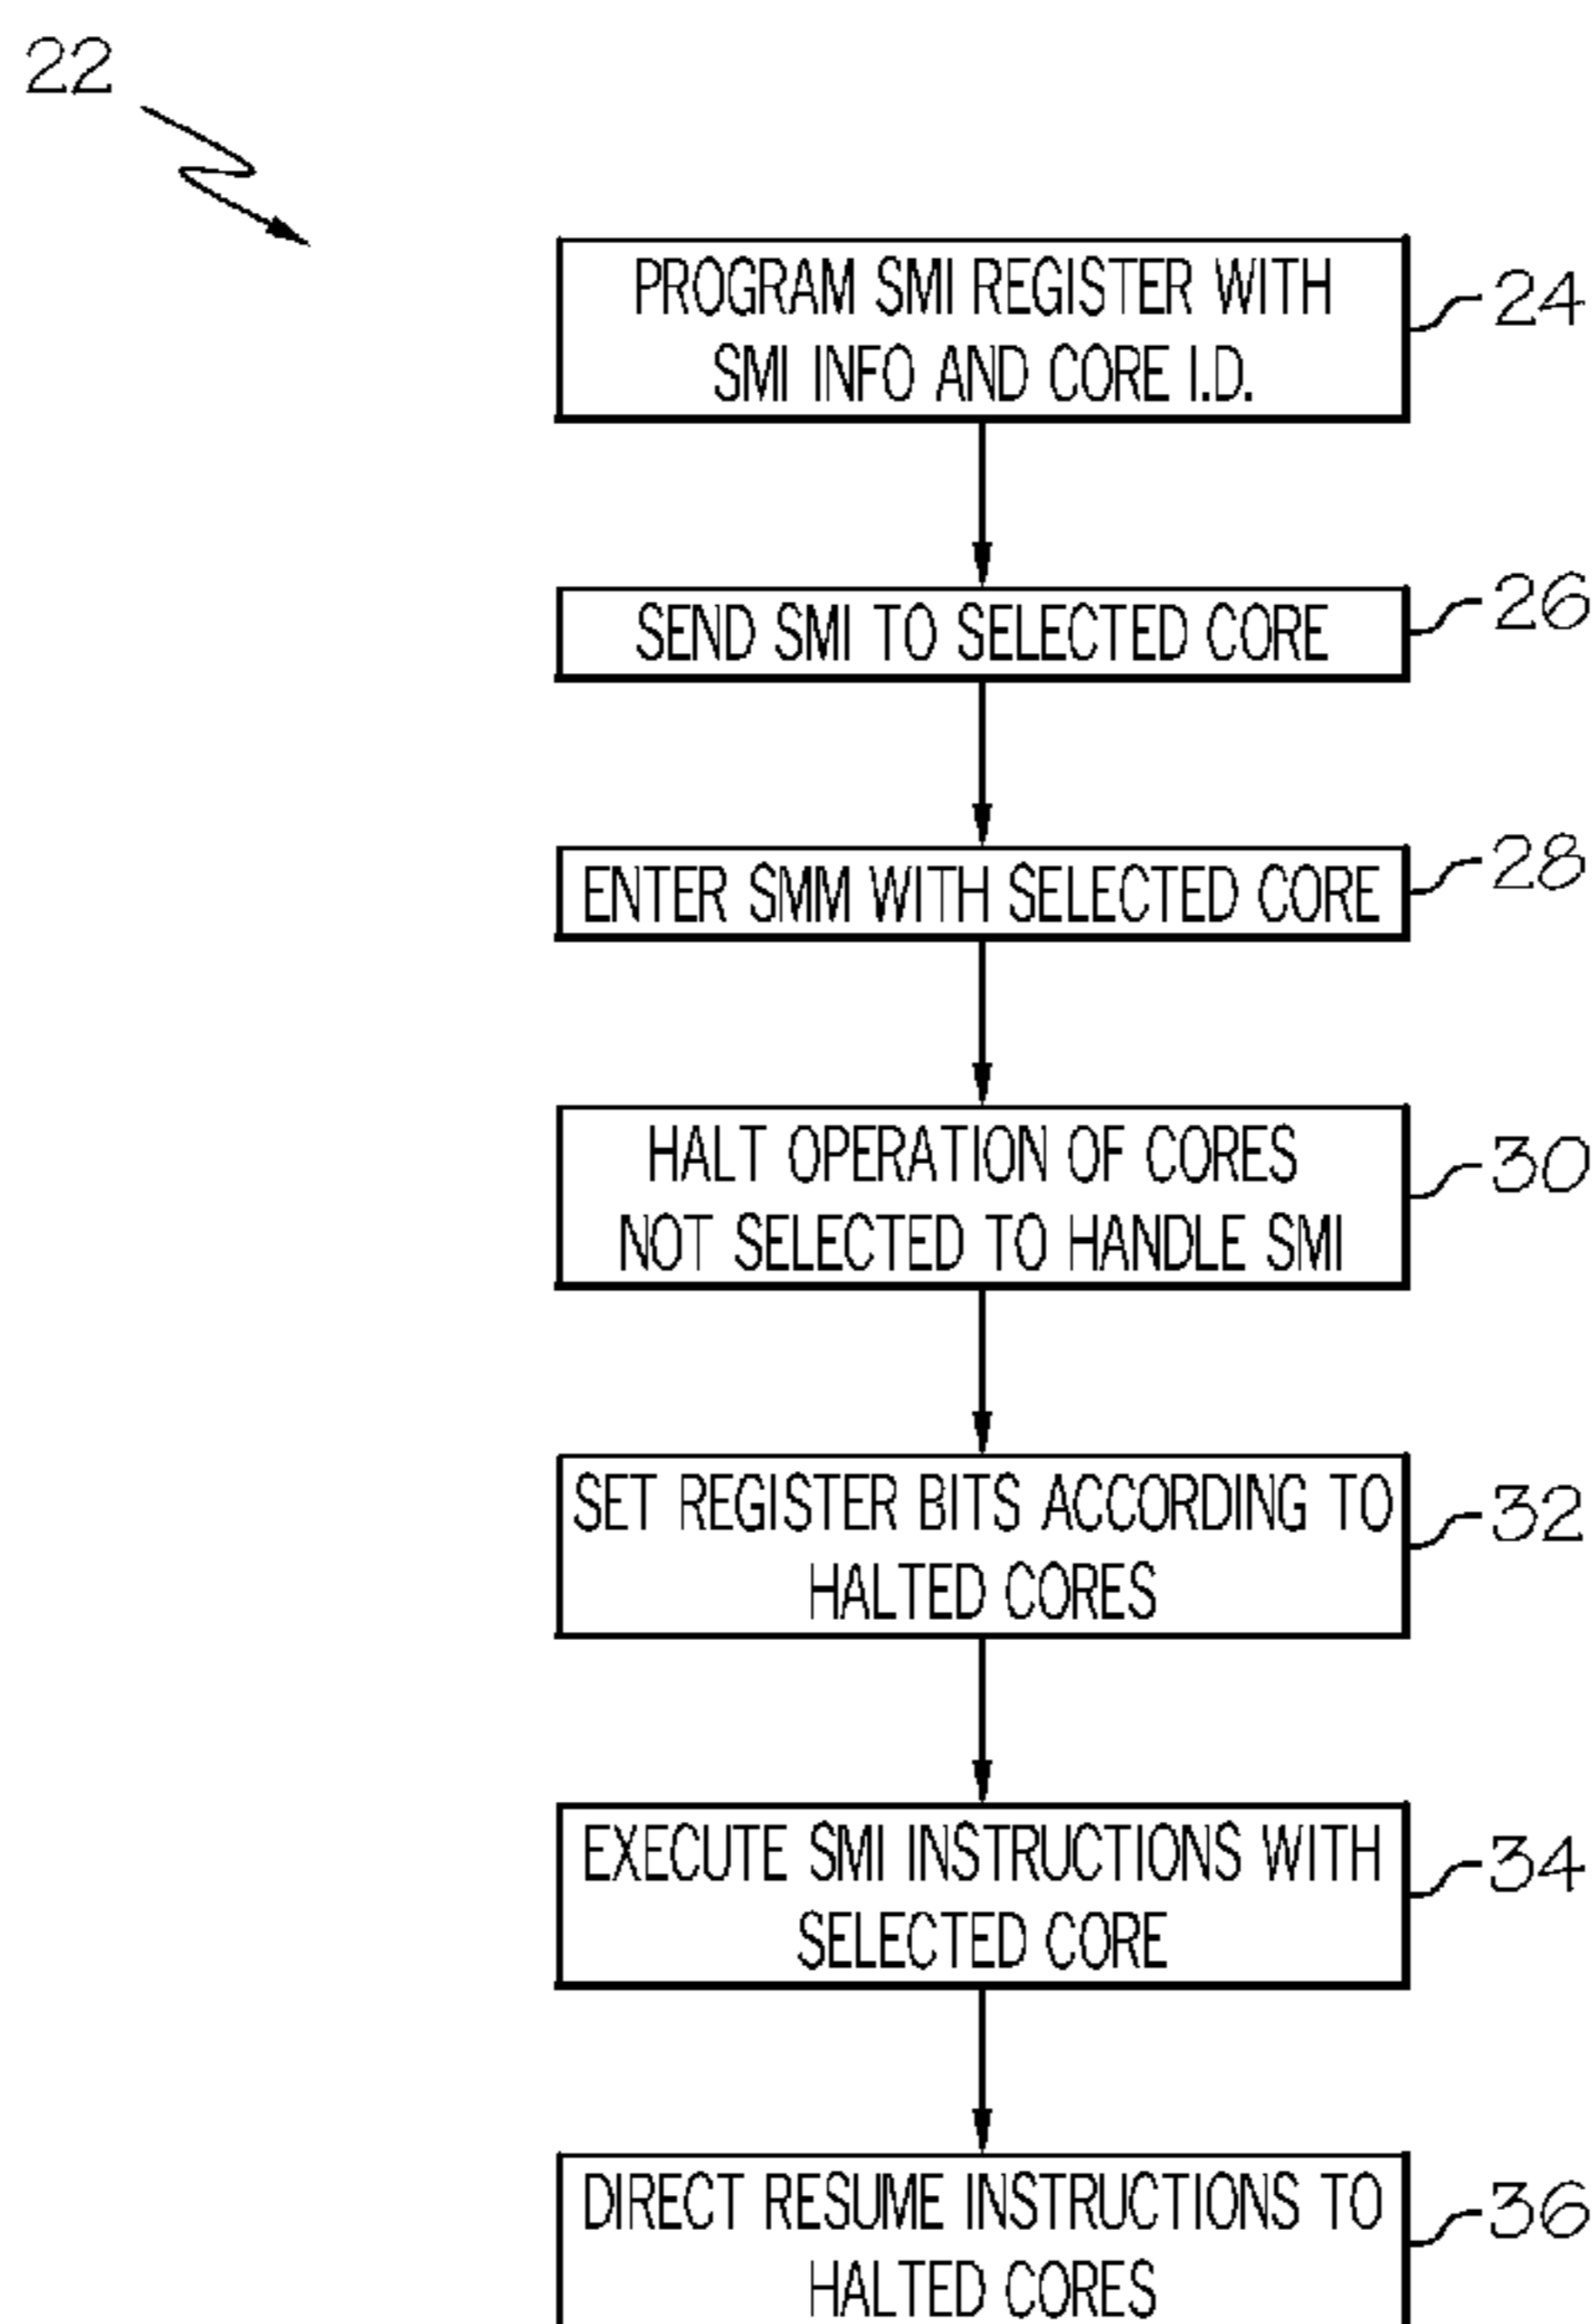 22
PROGRAM SMI REGISTER WITH
SMI INFO AND CORE I.D.
24
SEND SMI TO SELECTED CORE
26
ENTER SMM WITH SELECTED CORE
28
HALT OPERATION OF CORES
NOT SELECTED TO HANDLE SMI
30
SET REGISTER BITS ACCORDING TO
HALTED CORES
32
EXECUTE SMI INSTRUCTIONS WITH
SELECTED CORE
34
DIRECT RESUME INSTRUCTIONS TO
HALTED CORES
36